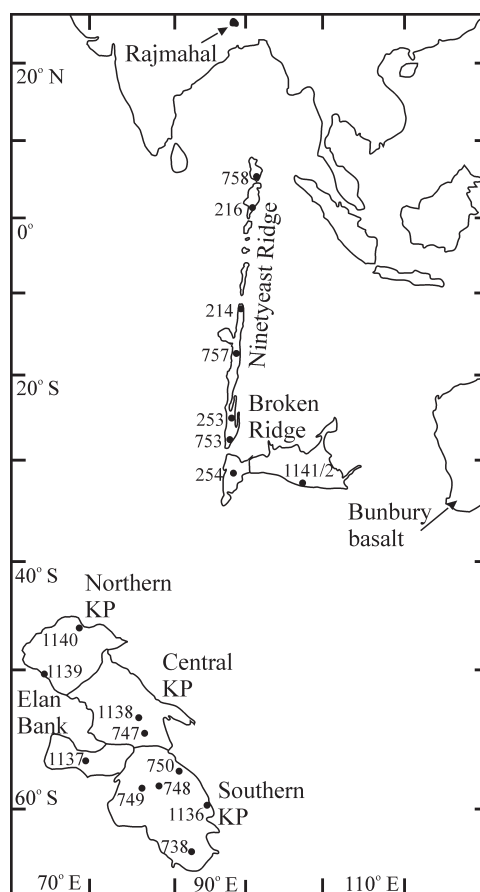 Rajmahal
20° N
758
216
0°
Ninetyeast Ridge
214
757
20° S
Broken
Ridge
253
753
254
1141/2
Bunbury
basalt
40° S
Northern
KP
1140
1139
Central
KP
Elan
Bank
1138
747
1137
750
748
749
Southern
KP
1136
60° S
738
70° E
90° E
110° E